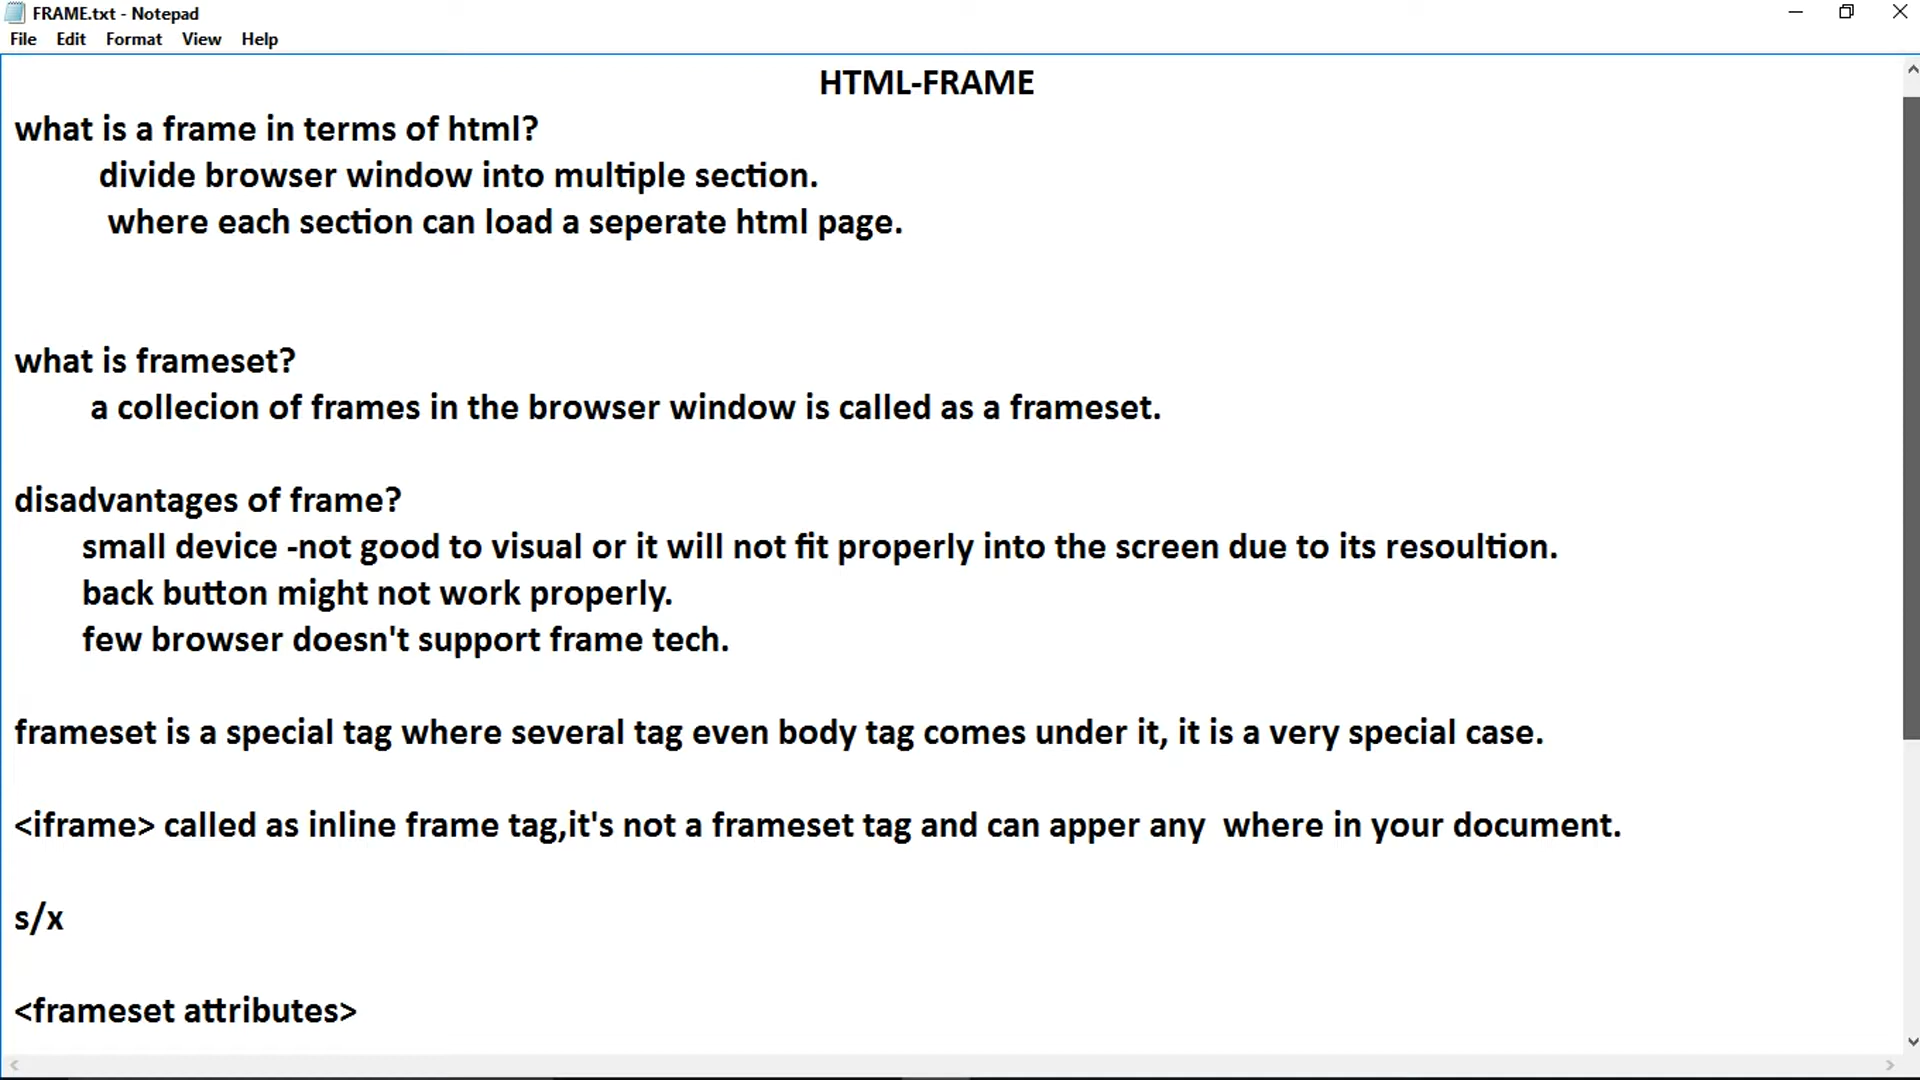 FRAME.txt - Notepad
File Edit Format View Help
HTML-FRAME
what is a frame in terms of html?
divide browser window into multiple section.
where each section can load a seperate html page.
what is frameset?
a collecion of frames in the browser window is called as a frameset.
disadvantages of frame?
small device -not good to visual or it will not fit properly into the screen due to its resoultion.
back button might not work properly.
few browser doesn't support frame tech.
frameset is a special tag where several tag even body tag comes under it, it is a very special case.
<iframe> called as inline frame tag,it's not a frameset tag and can apper any  where in your document.
s/x
<frameset attributes>